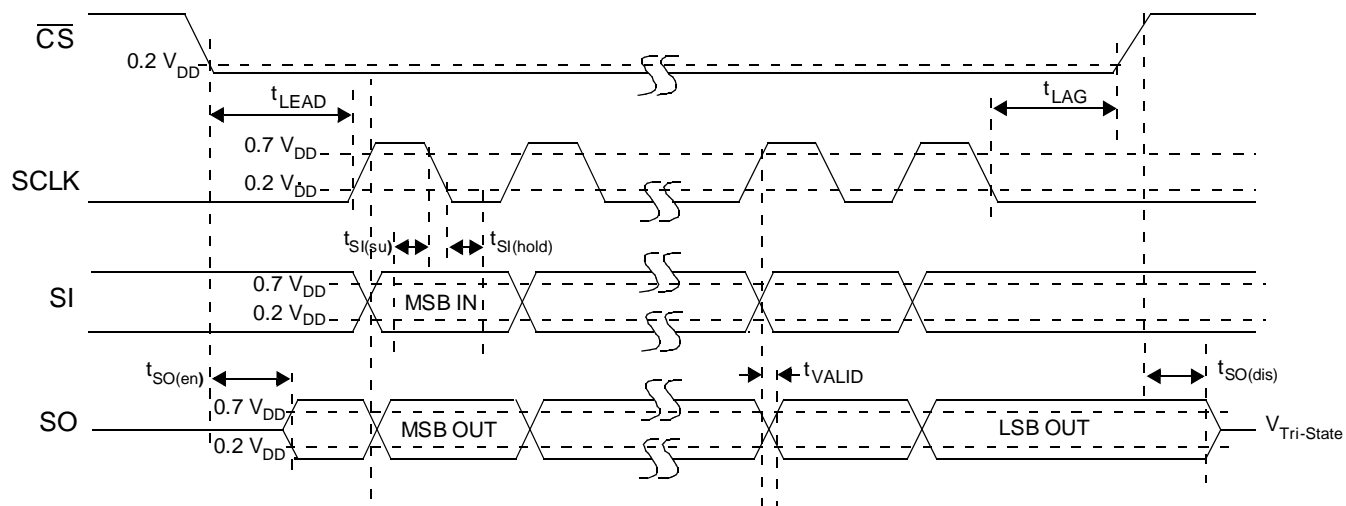 CS
0.2 VDD
tLEAD
tLAG
0.7 VDD
SCLK
0.2 VDD
tSI(su)
tSI(hold)
0.7 VDD
SI
MSB IN
0.2 VDD
tSO(en)
tVALID
tSO(dis)
0.7 VDD
SO
MSB OUT
LSB OUT
VTri-State
0.2 VDD